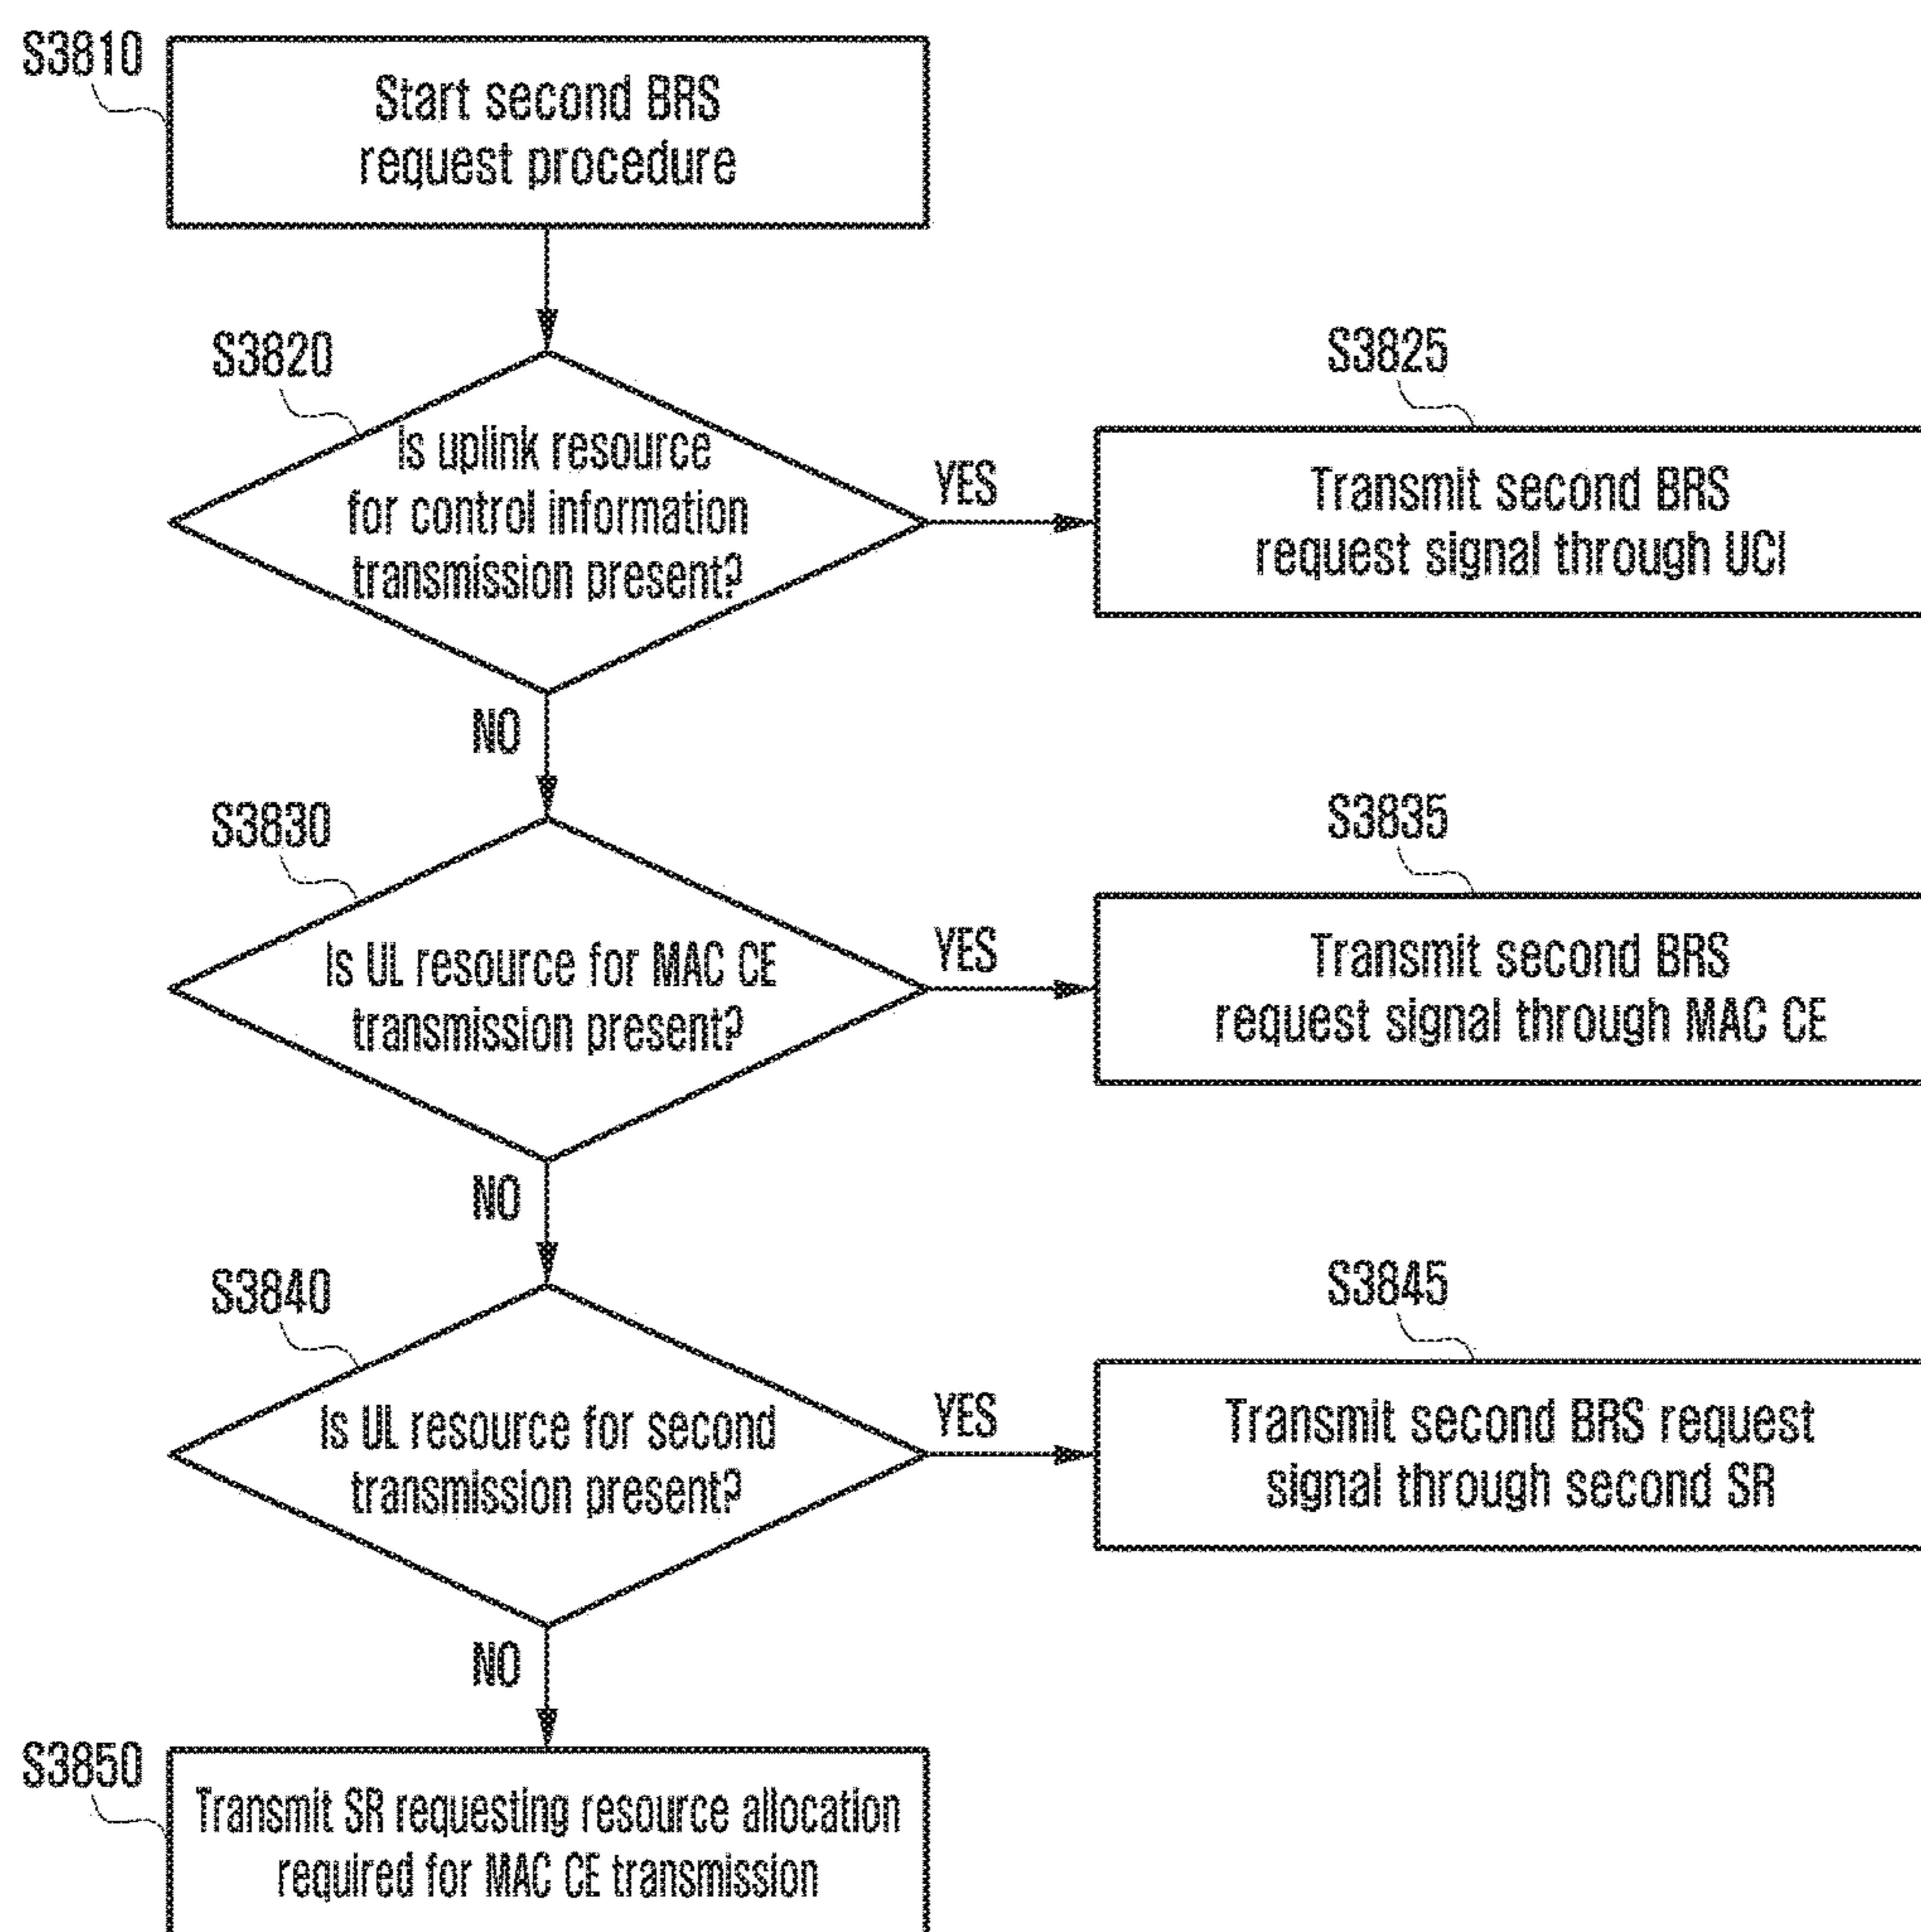 S3810
Start second BRS
request procedure
S3820
Is uplink resource
for control information
transmission present?
YES
S3825
Transmit second BRS
request signal through UCI
NO
S3830
Is UL resource for MAC CE
transmission present?
YES
S3835
Transmit second BRS
request signal through MAC CE
NO
S3840
Is UL resource for second
transmission present?
YES
S3845
Transmit second BRS request
signal through second SR
NO
S3850
Transmit SR requesting resource allocation
required for MAC CE transmission